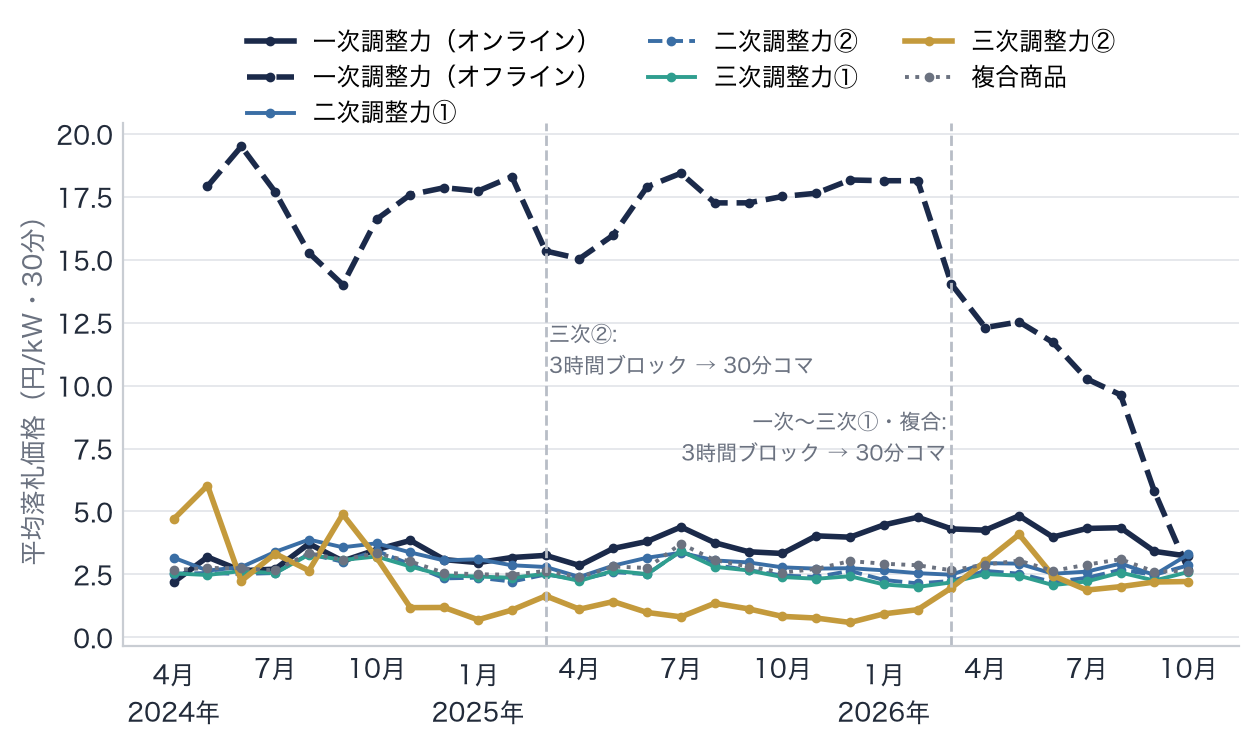 一次調整力（オンライン）
一次調整力（オフライン）
二次調整力①
二次調整力②
三次調整力①
三次調整力②
複合商品
平均落札価格（円/kW・30分）
20.0
17.5
15.0
12.5
10.0
7.5
5.0
2.5
0.0
三次②:
3時間ブロック → 30分コマ
一次～三次①・複合:
3時間ブロック → 30分コマ
4月
7月
10月
1月
4月
7月
10月
1月
4月
7月
10月
2024年
2025年
2026年